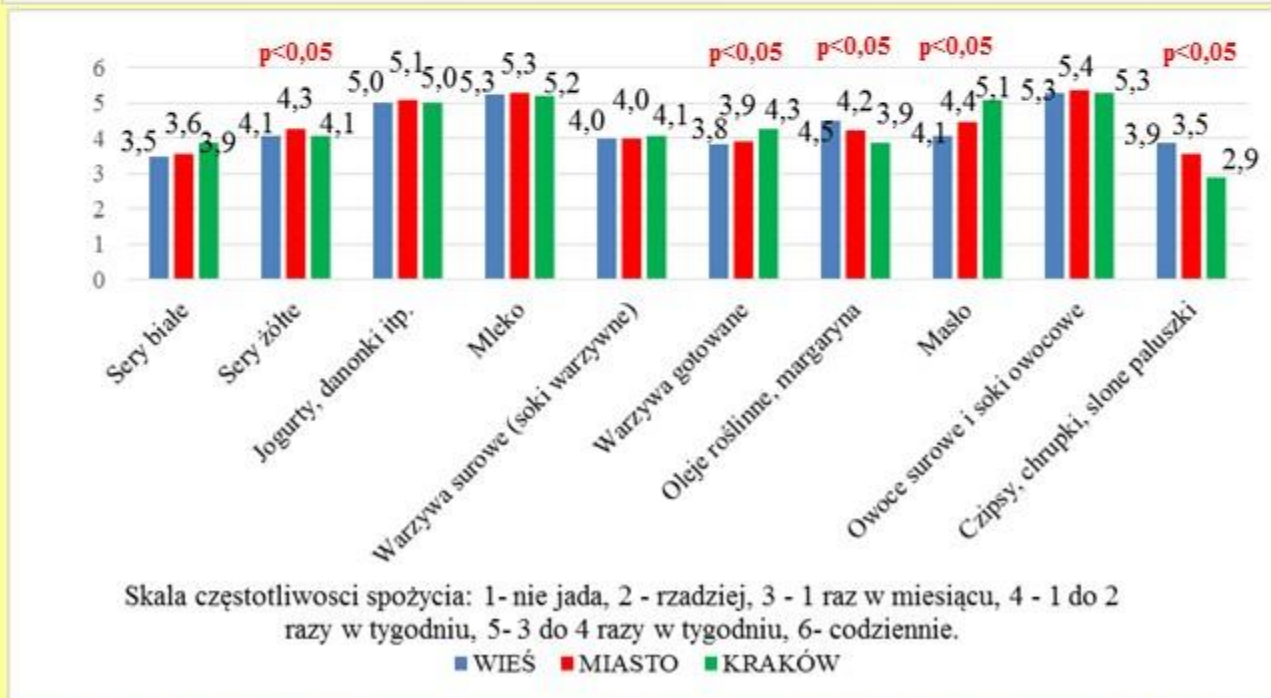 p<0,05 p<0,05 p<0,05 p<0,05 p<0,05
6
5
4
3
2
1
0
3,5 3,6 3,9
4,1 4,3 4,1
5,0 5,1 5,0
5,3 5,3 5,2
4,0 4,0 4,1
3,8 3,9 4,3
4,5 4,2 3,9
4,1 4,4 5,1
5,3 5,4 5,3
3,9 3,5 2,9
Sery białe
Sery żółte
Jogurty, danonki itp.
Mleko
Warzywa surowe (soki warzywne)
Warzywa gotowane
Oleje roślinne, margaryna
Masło
Owoce surowe i soki owocowe
Czipsy, chrupki, słone paluszki
Skala częstotliwosci spożycia: 1- nie jada, 2 - rzadziej, 3 - 1 raz w miesiącu, 4 - 1 do 2
razy w tygodniu, 5- 3 do 4 razy w tygodniu, 6- codziennie.
WIEŚ MIASTO KRAKÓW